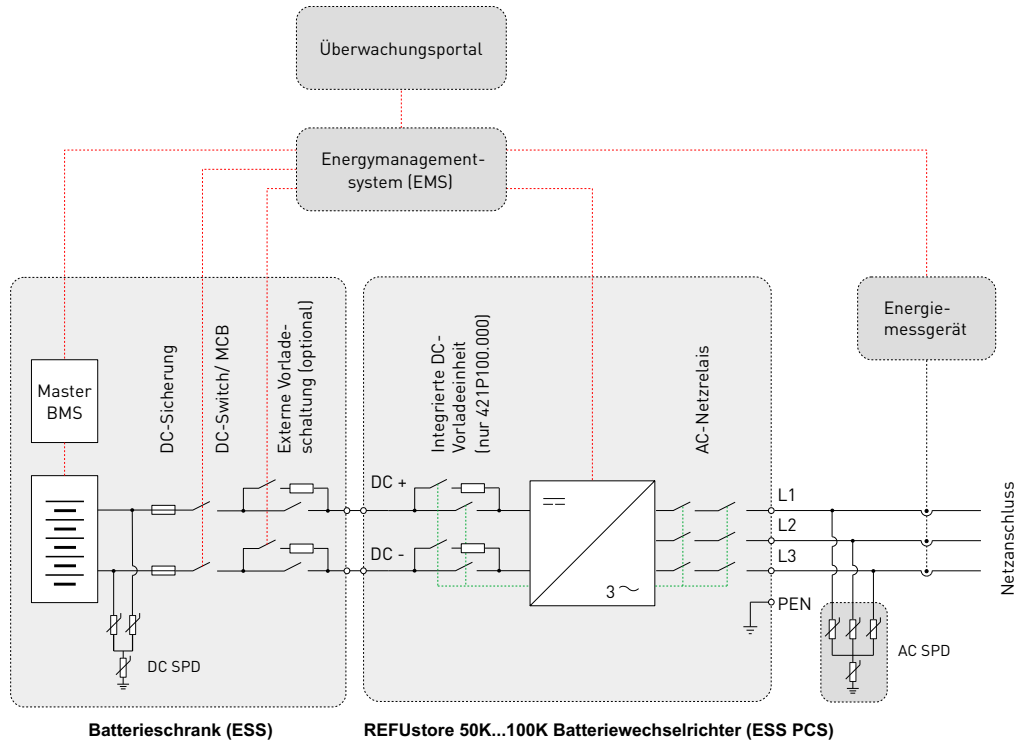 Überwachungsportal
Energymanagement-
system (EMS)
Energie-
messgerät
Master
BMS
DC-Sicherung
DC-Switch/ MCB
Externe Vorlade-
schaltung (optional)
Integrierte DC-
Vorladeeinheit
(nur 421P100.000)
AC-Netzrelais
DC +
DC -
3
L1
L2
L3
PEN
Netzanschluss
DC SPD
AC SPD
Batterieschrank (ESS)
REFUstore 50K...100K Batteriewechselrichter (ESS PCS)